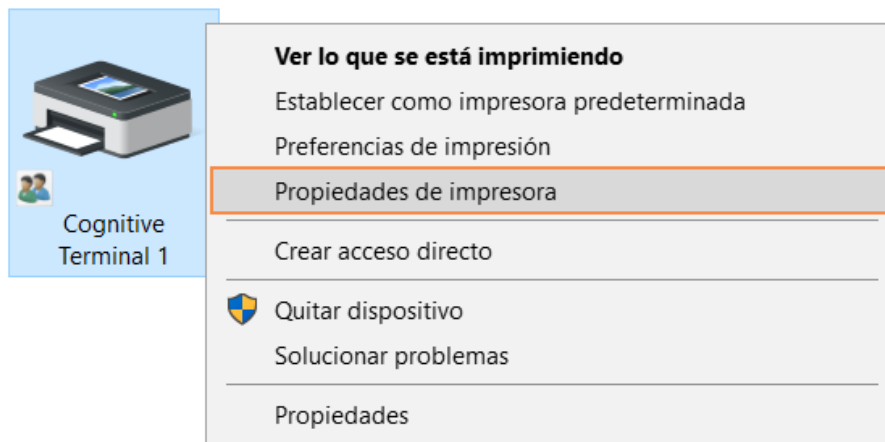 Cognitive
Terminal 1
Ver lo que se está imprimiendo
Establecer como impresora predeterminada
Preferencias de impresión
Propiedades de impresora
Crear acceso directo
Quitar dispositivo
Solucionar problemas
Propiedades